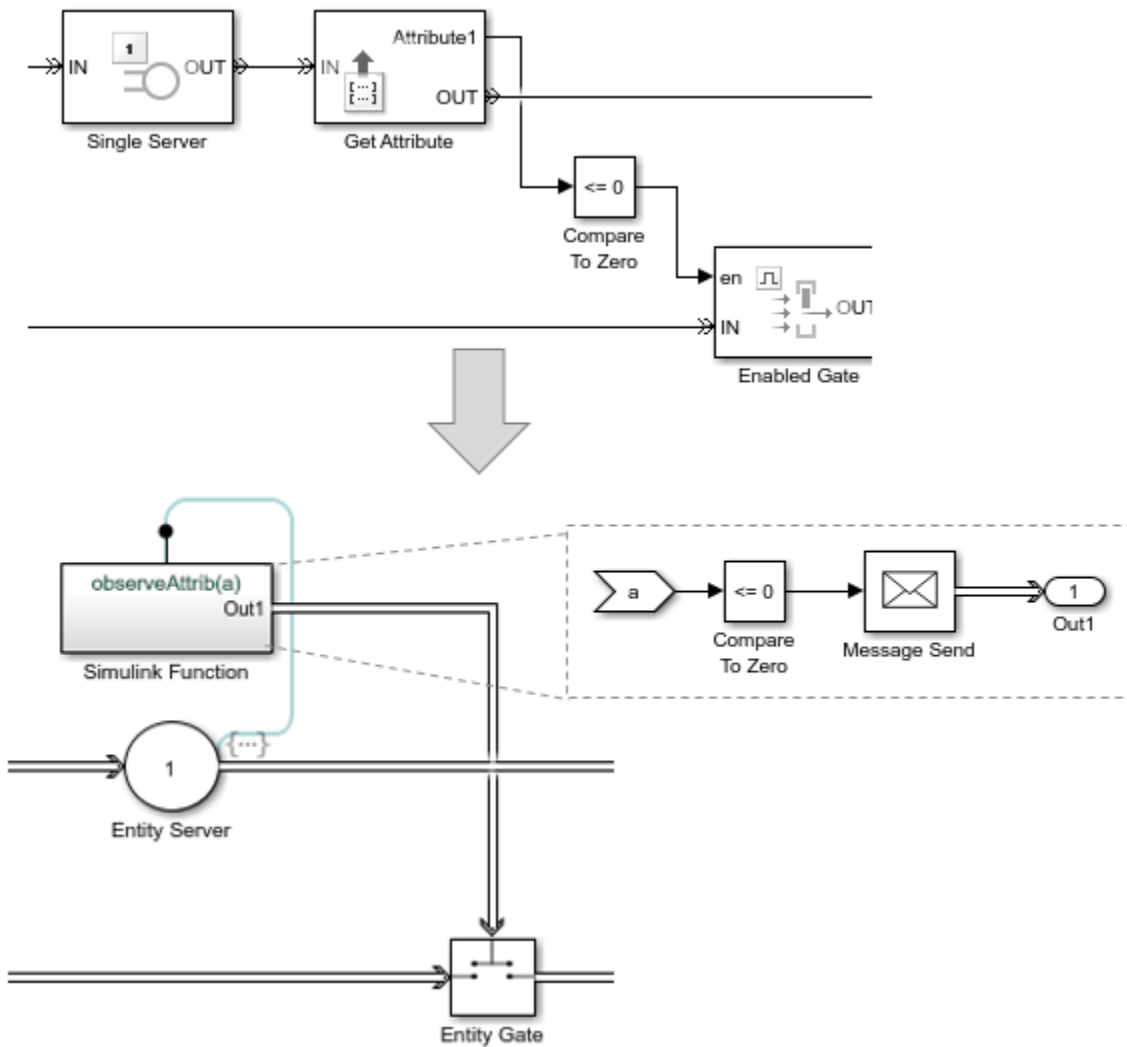 Attribute1
1
IN
OUT
IN
[...]
OUT
Single Server
Get Attribute
<= 0
Compare
To Zero
en
IN
OUT
Enabled Gate
observeAttrib(a)
Out1
Simulink Function
a
<= 0
1
Compare
To Zero
Message Send
Out1
{...}
1
Entity Server
Entity Gate